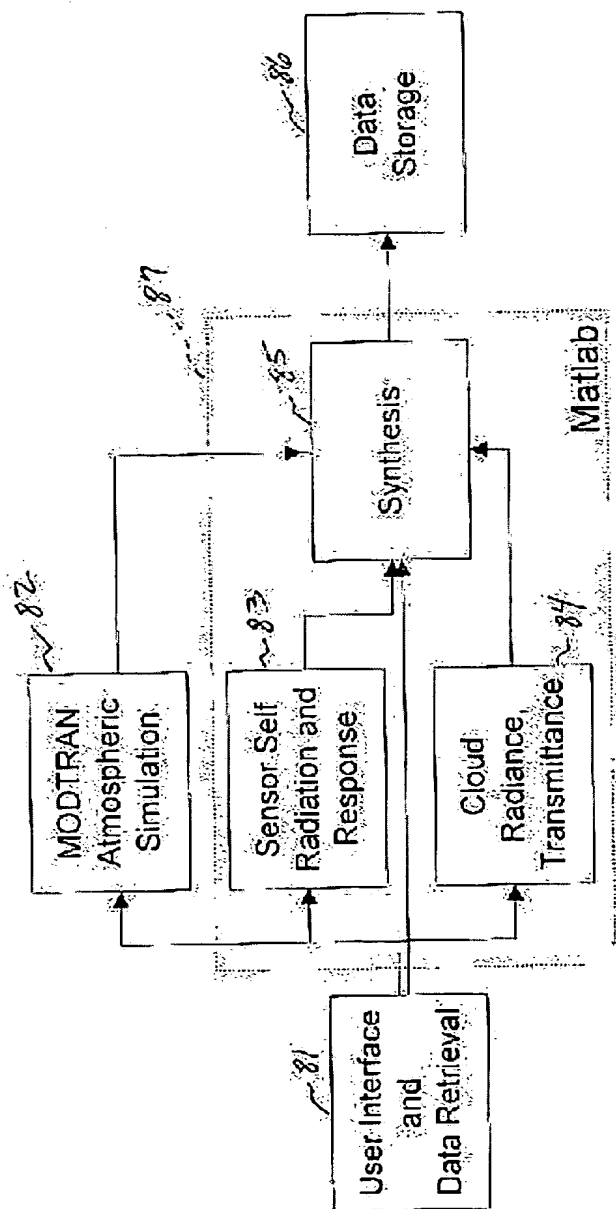 81
User Interface
and
Data Retrieval
82
MODTRAN
Atmospheric
Simulation
83
Sensor Self
Radiation and
Response
84
Cloud
Radiance,
Transmittance
85
Synthesis
87
Matlab
86
Data
Storage